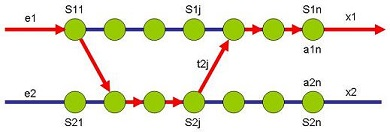 e1 S11 S1j S1n x1
a1n
t2j
e2 a2n x2
S21 S2j S2n